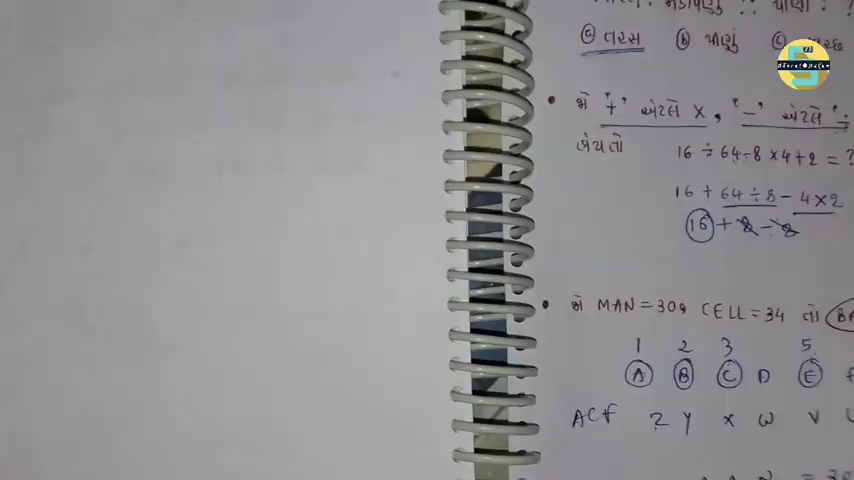 ⓐ તરસ ⓑ પાણી ⓒ
• જો '+' એટલે ×, '-' એટલે '÷
હોય તો 16 ÷ 64 - 8 × 4 + 2 = ?
16 + 64 ÷ 8 - 4 × 2
16 + 8 - 8
• જો MAN = 30, CELL = 34 તો
1 2 3 5
A B C D E
ACF Z Y X W V